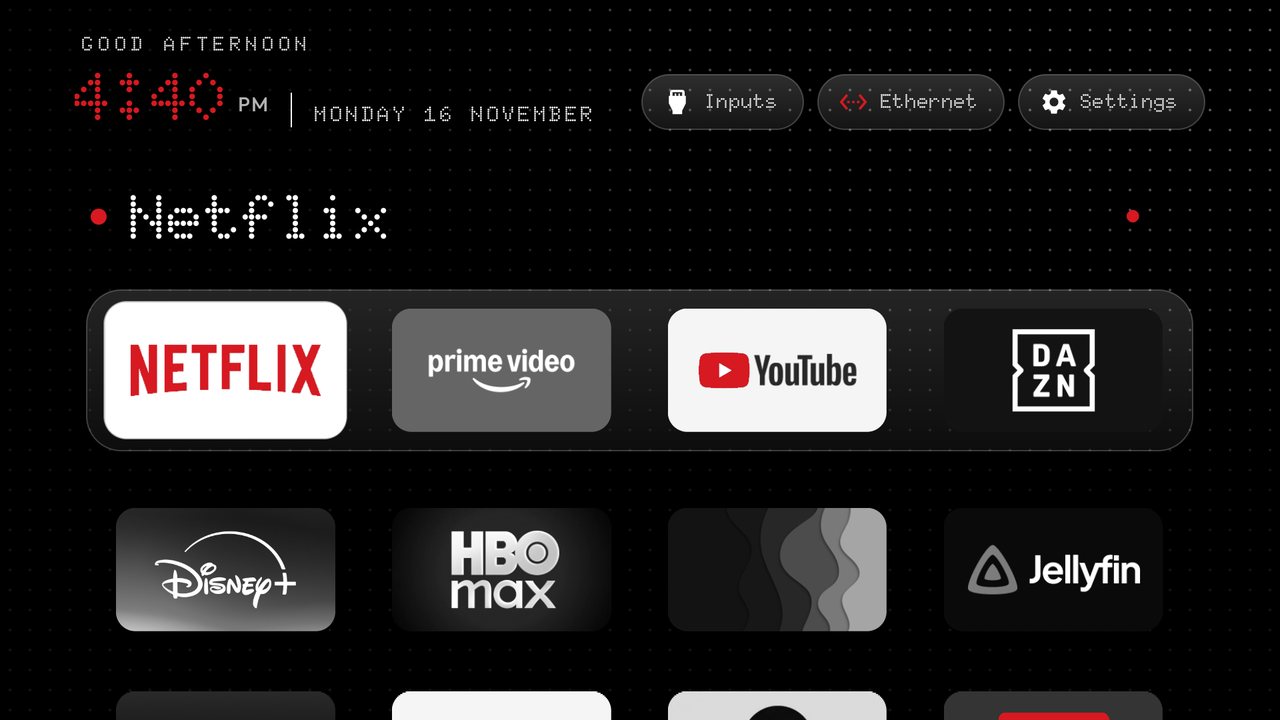 GOOD AFTERNOON
4:40 PM
MONDAY 16 NOVEMBER
Inputs
Ethernet
Settings
Netflix
NETFLIX
prime video
YouTube
DA
ZN
Disney+
HBO
max
Jellyfin